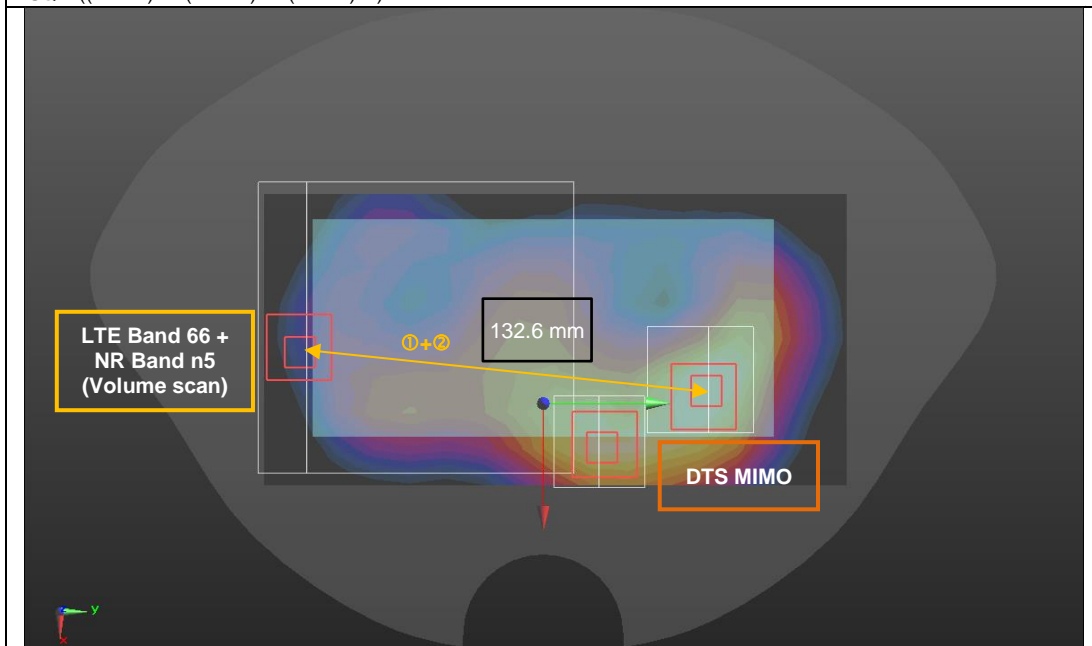 132.6 mm
LTE Band 66 +
NR Band n5
(Volume scan)
①+②
DTS MIMO
y
x